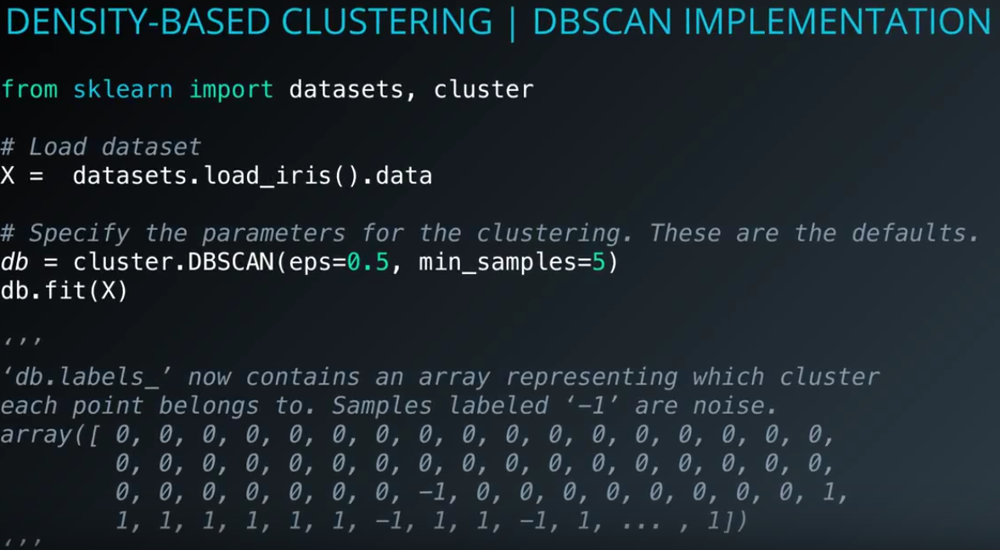 DENSITY-BASED CLUSTERING | DBSCAN IMPLEMENTATION
from sklearn import datasets, cluster
# Load dataset
X =  datasets.load_iris().data
# Specify the parameters for the clustering. These are the defaults.
db = cluster.DBSCAN(eps=0.5, min_samples=5)
db.fit(X)
‘’’
‘db.labels_’ now contains an array representing which cluster
each point belongs to. Samples labeled ‘-1’ are noise.
array([ 0, 0, 0, 0, 0, 0, 0, 0, 0, 0, 0, 0, 0, 0, 0, 0, 0,
0, 0, 0, 0, 0, 0, 0, 0, 0, 0, 0, 0, 0, 0, 0, 0, 0,
0, 0, 0, 0, 0, 0, 0, -1, 0, 0, 0, 0, 0, 0, 0, 0, 1,
1, 1, 1, 1, 1, 1, -1, 1, 1, -1, 1, ... , 1])
‘’’